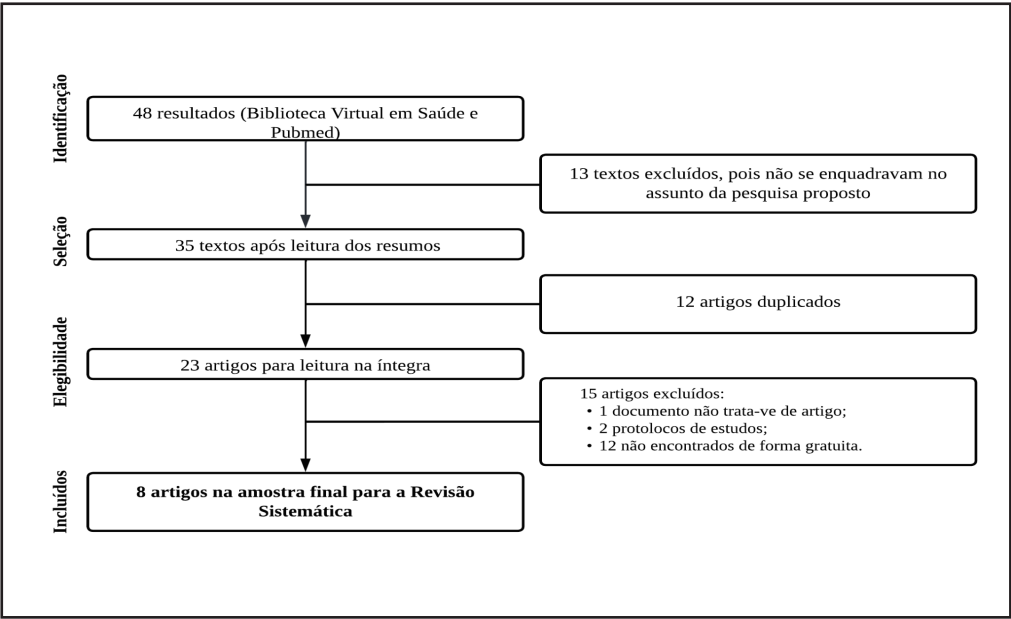 Identificação
48 resultados (Biblioteca Virtual em Saúde e
Pubmed)
13 textos excluídos, pois não se enquadravam no
assunto da pesquisa proposto
Seleção
35 textos após leitura dos resumos
12 artigos duplicados
Elegibilidade
23 artigos para leitura na íntegra
15 artigos excluídos:
• 1 documento não trata-ve de artigo;
• 2 protolocos de estudos;
• 12 não encontrados de forma gratuita.
Incluídos
8 artigos na amostra final para a Revisão
Sistemática